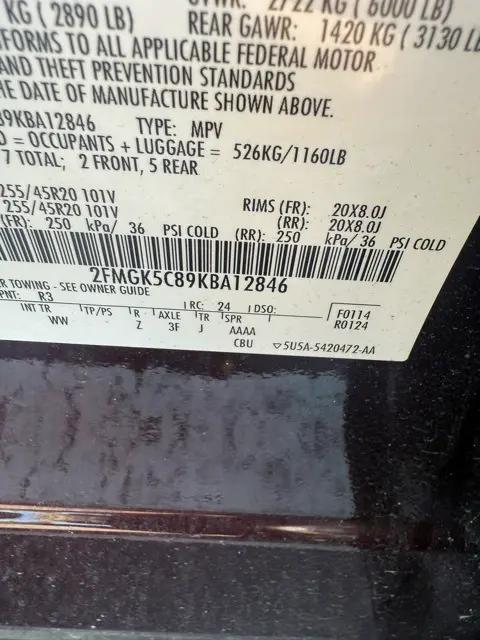 KG ( 2890 LB) GVWR: 2722 KG ( 6000 LB)
REAR GAWR: 1420 KG ( 3130
FORMS TO ALL APPLICABLE FEDERAL MOTOR
AND THEFT PREVENTION STANDARDS
HE DATE OF MANUFACTURE SHOWN ABOVE.
89KBA12846 TYPE: MPV
D = OCCUPANTS + LUGGAGE = 526KG/1160LB
7 TOTAL; 2 FRONT, 5 REAR
255/45R20 101V RIMS (FR): 20X8.0J
255/45R20 101V (RR): 20X8.0J
(FR): 250 kPa/ 36 PSI COLD (RR): 250 kPa/ 36 PSI COLD
2FMGK5C89KBA12846
R TOWING - SEE OWNER GUIDE
PNT: R3 RC: 24 DSO:
INT TR TP/PS R AXLE TR SPR
WW Z 3F J AAAA
CBU
F0114
R0124
5U5A-5420472-AA